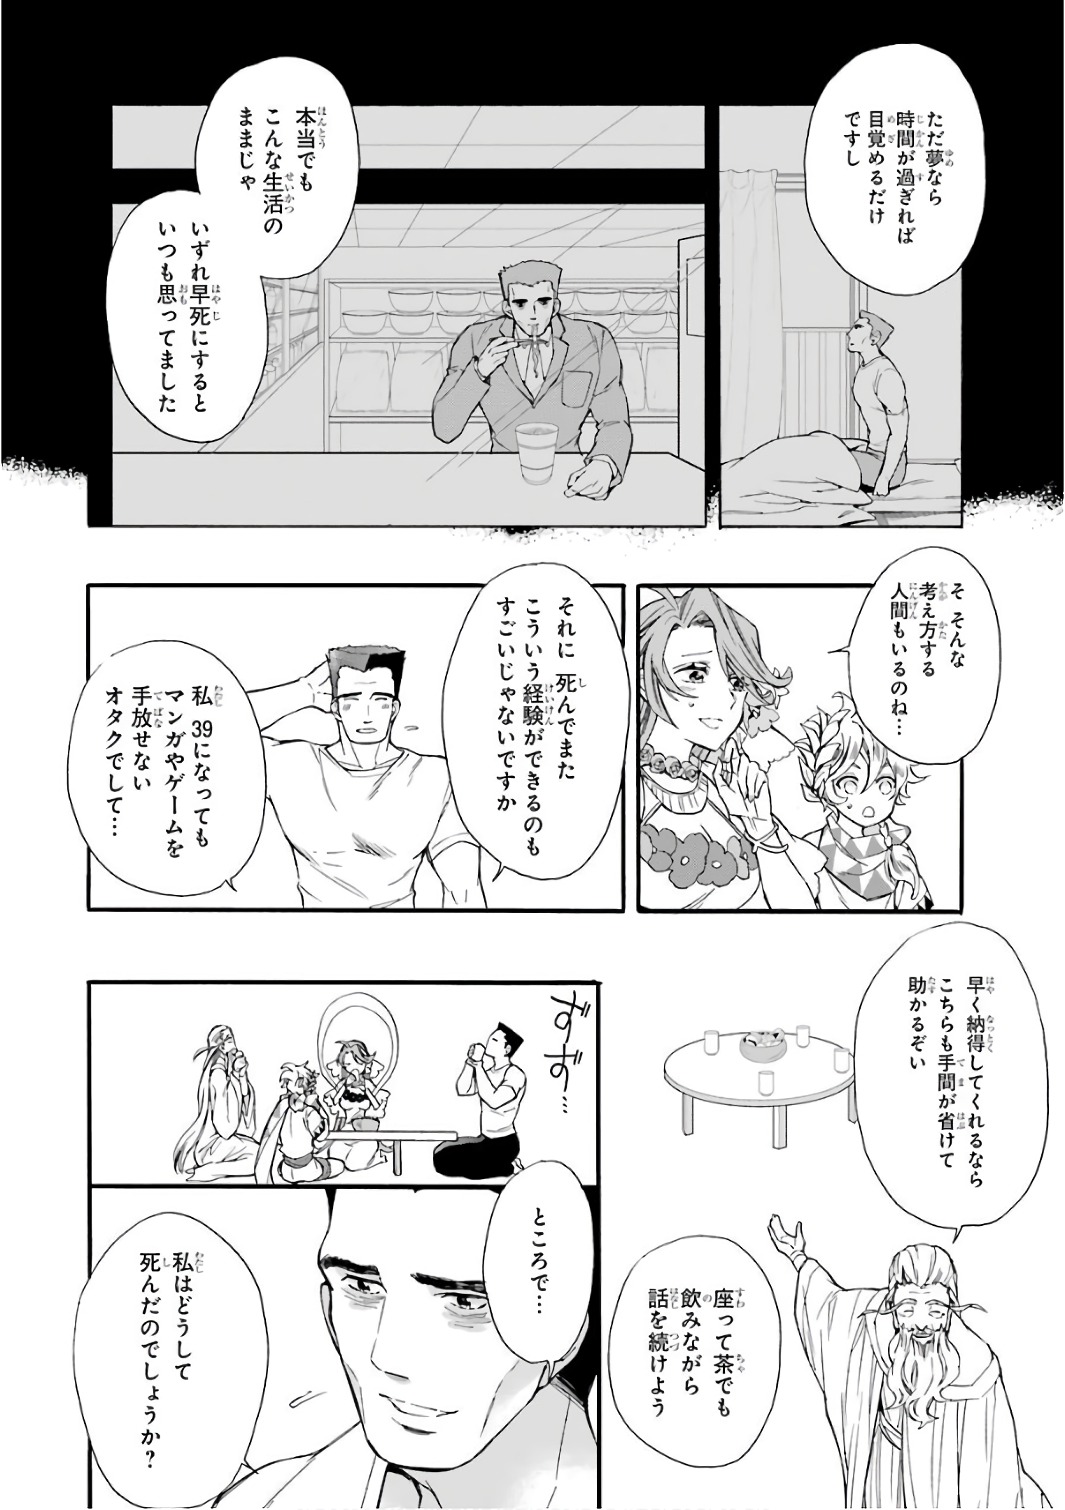 ただ夢なら
時間が過ぎれば
目覚めるだけ
ですし
本当でも
こんな生活の
ままじゃ
いずれ早死にすると
いつも思ってました
そ そんな
考え方する
人間もいるのね…
それに 死んでまた
こういう経験ができるのも
すごいじゃないですか
私 39になっても
マンガやゲームを
手放せない
オタクでして…
早く納得してくれるなら
こちらも手間が省けて
助かるぞい
座って茶でも
飲みながら
話を続けよう
ずず…
ところで…
私はどうして
死んだのでしょうか？